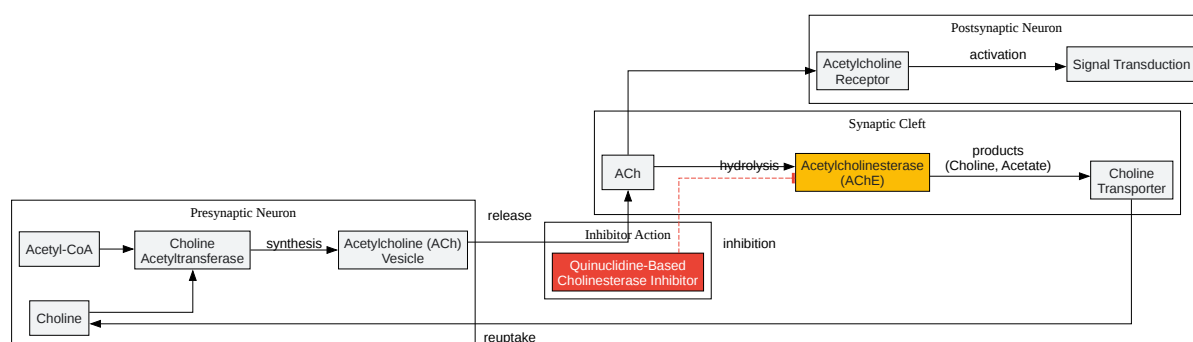 Postsynaptic Neuron
Acetylcholine
Receptor
activation
Signal Transduction
Synaptic Cleft
ACh
hydrolysis
Acetylcholinesterase
(AChE)
products
(Choline, Acetate)
Choline
Transporter
Presynaptic Neuron
Acetyl-CoA
Choline
Acetyltransferase
synthesis
Acetylcholine (ACh)
Vesicle
release
Inhibitor Action
inhibition
Quinuclidine-Based
Cholinesterase Inhibitor
Choline
reuptake